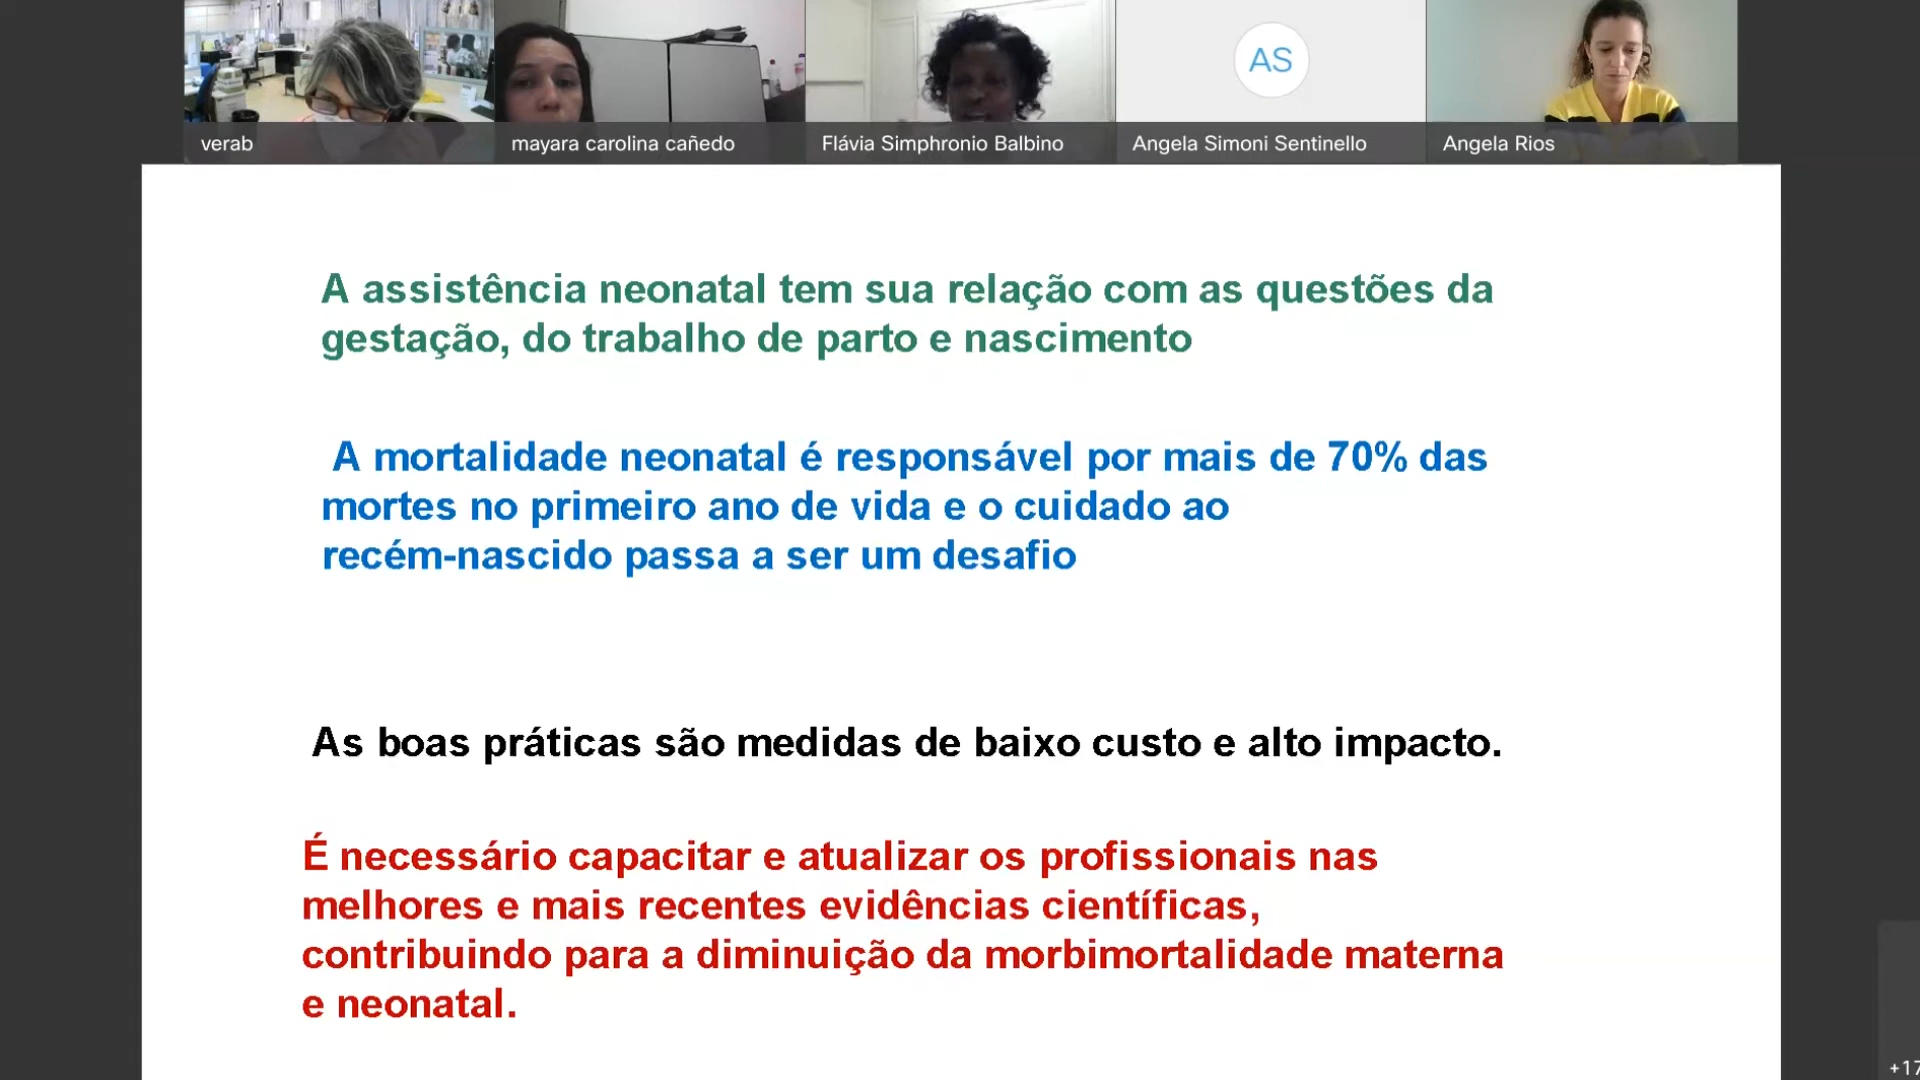 verab
mayara carolina cañedo
Flávia Simphronio Balbino
AS
Angela Simoni Sentinello
Angela Rios
A assistência neonatal tem sua relação com as questões da
gestação, do trabalho de parto e nascimento
A mortalidade neonatal é responsável por mais de 70% das
mortes no primeiro ano de vida e o cuidado ao
recém-nascido passa a ser um desafio
As boas práticas são medidas de baixo custo e alto impacto.
É necessário capacitar e atualizar os profissionais nas
melhores e mais recentes evidências científicas,
contribuindo para a diminuição da morbimortalidade materna
e neonatal.
+17